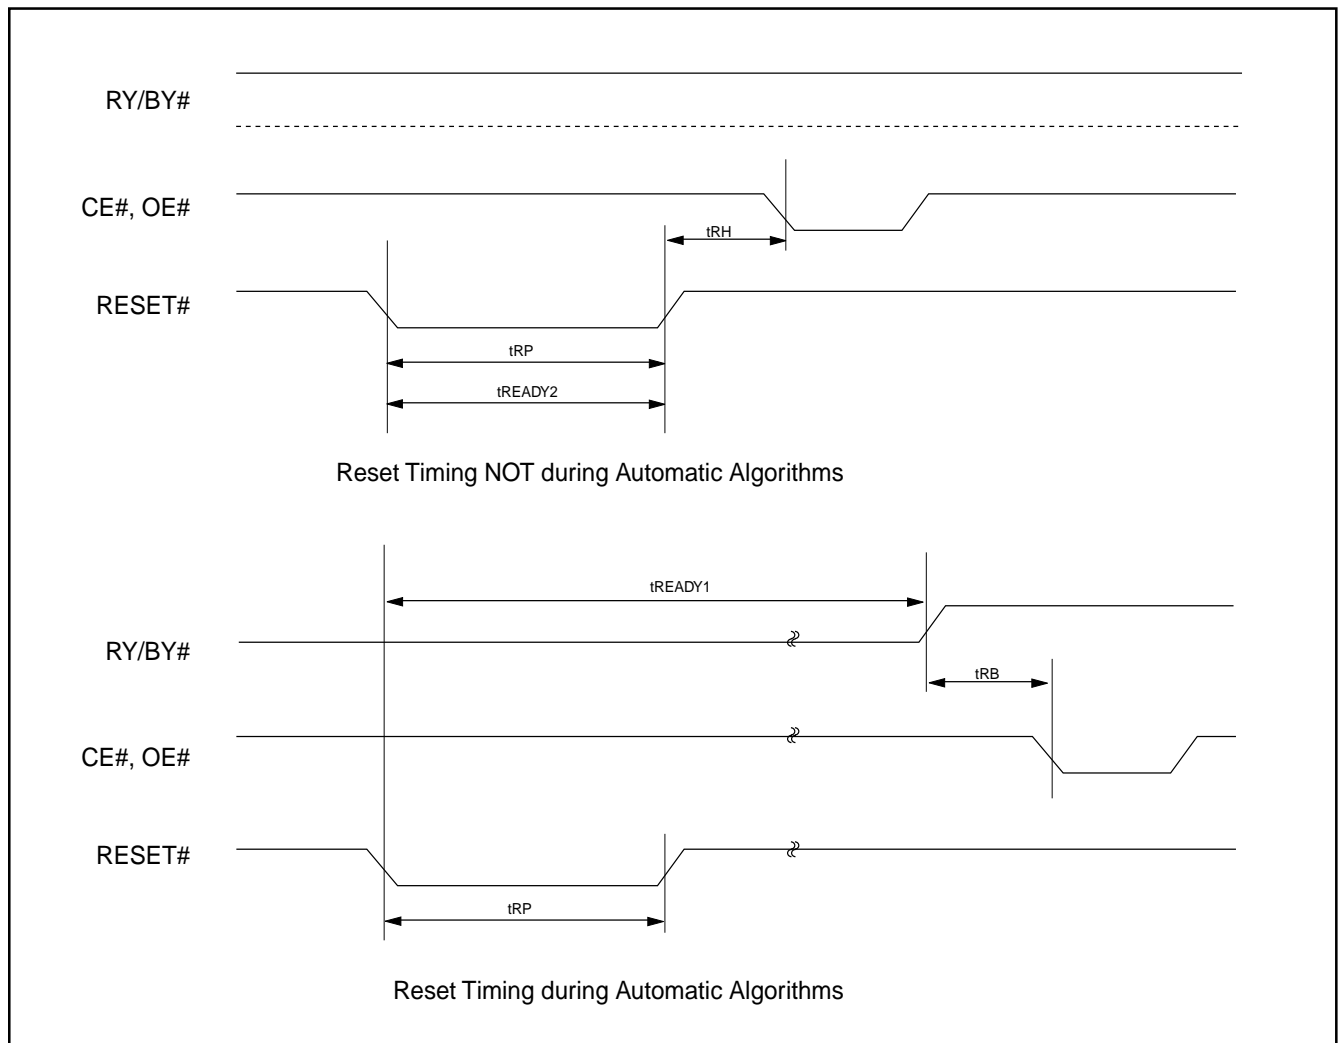 RY/BY#
CE#, OE#
tRH
RESET#
tRP
tREADY2
Reset Timing NOT during Automatic Algorithms
tREADY1
RY/BY#
tRB
CE#, OE#
RESET#
tRP
Reset Timing during Automatic Algorithms